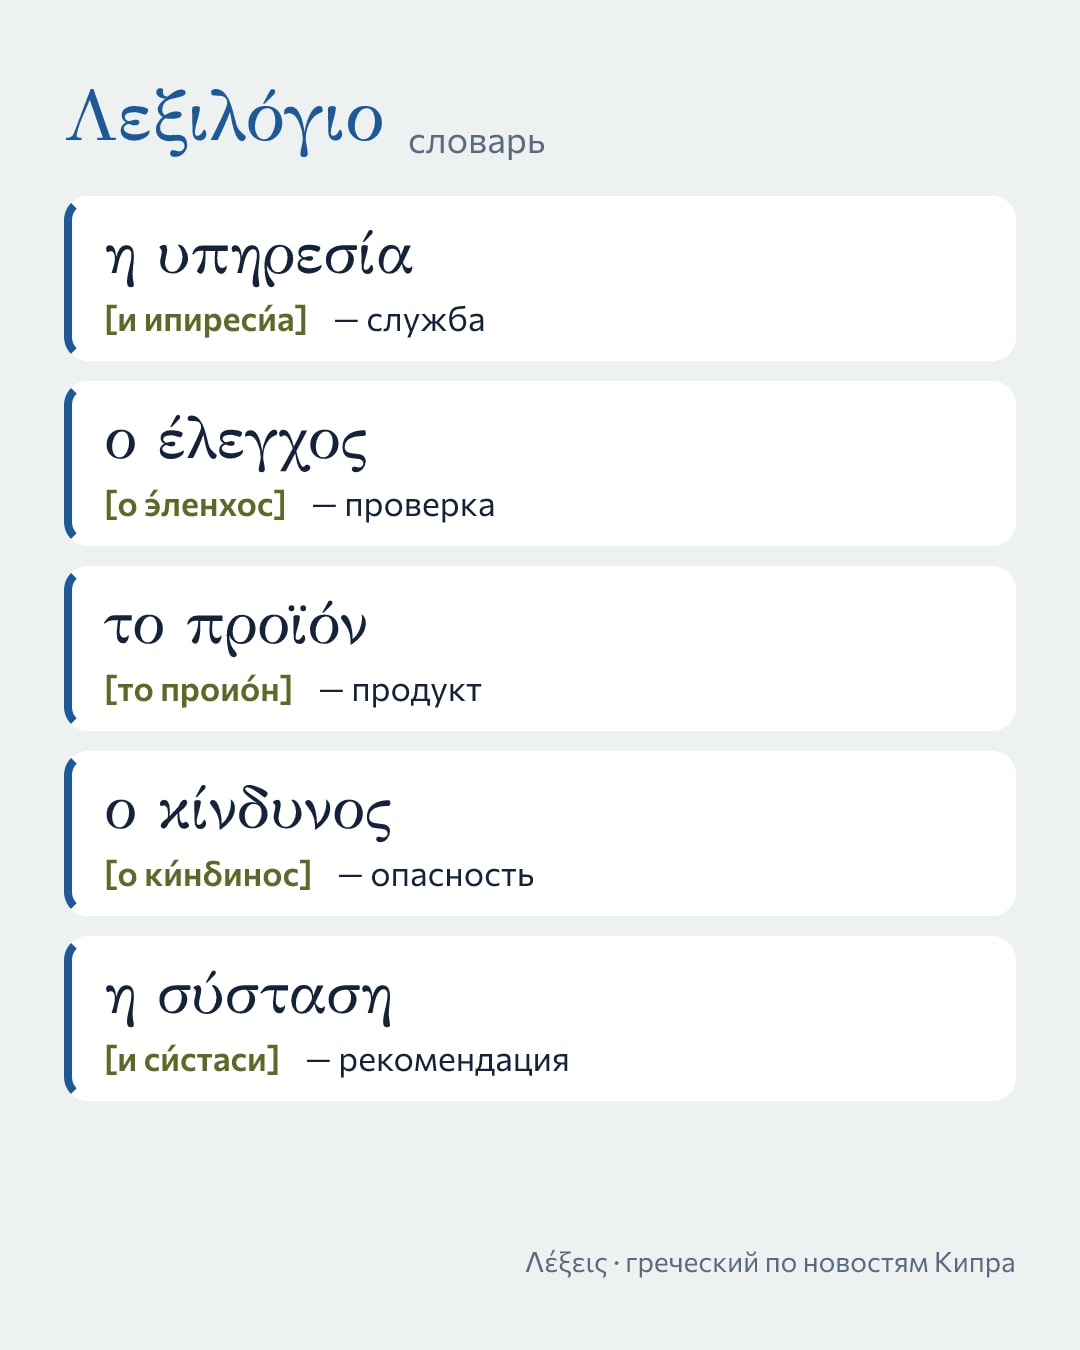 Λεξιλόγιο словарь
η υπηρεσία
[и ипиреси́а] — служба
ο έλεγχος
[о э́ленхос] — проверка
το προϊόν
[то проио́н] — продукт
ο κίνδυνος
[о ки́нδинос] — опасность
η σύσταση
[и си́стаси] — рекомендация
Λέξεις · греческий по новостям Кипра